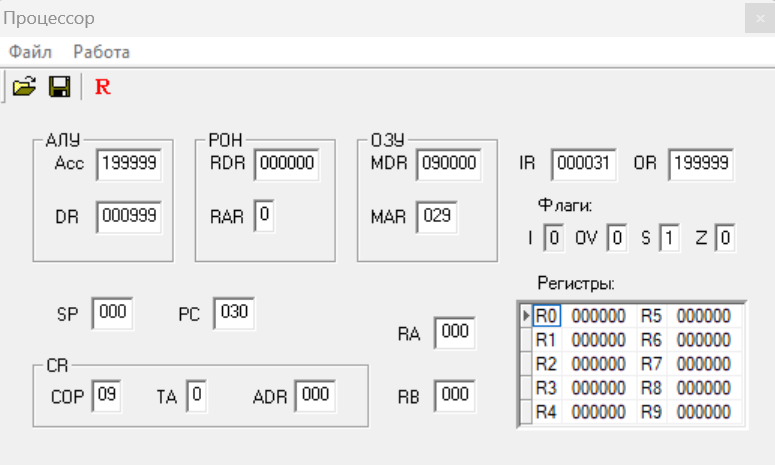 Процессор
Файл Работа
R
АЛУ РОН ОЗУ
Acc 199999 RDR 000000 MDR 090000 IR 000031 OR 199999
Флаги:
DR 000999 RAR 0 MAR 029
I 0 OV 0 S 1 Z 0
Регистры:
SP 000 PC 030
RA 000
R0 000000 R5 000000
R1 000000 R6 000000
CR
R2 000000 R7 000000
COP 09 TA 0 ADR 000 RB 000
R3 000000 R8 000000
R4 000000 R9 000000